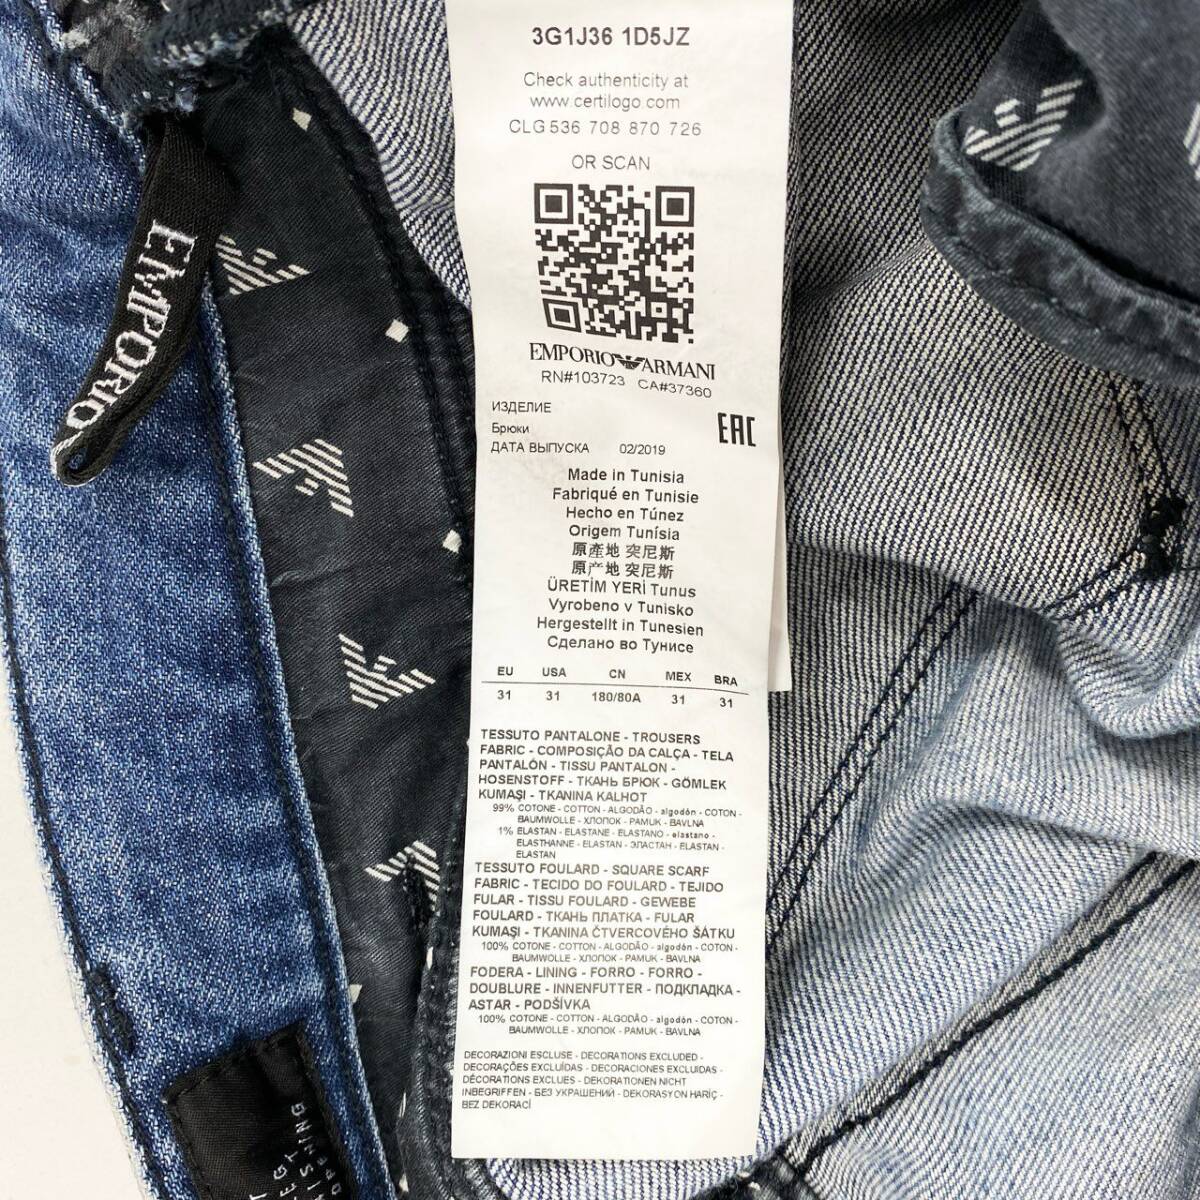 3G1J36 1D5JZ
Check authenticity at
www.certilogo.com
CLG 536 708 870 726
OR SCAN
EMPORIO ARMANI
RN#103723 CA#37360
ИЗДЕЛИЕ
Брюки
ДАТА ВЫПУСКА 02/2019
EAC
Made in Tunisia
Fabriqué en Tunisie
Hecho en Túnez
Origem Tunísia
原產地 突尼斯
原产地 突尼斯
ÜRETİM YERİ Tunus
Vyrobeno v Tunisko
Hergestellt in Tunesien
Сделано во Тунисе
EU USA CN MEX BRA
31 31 180/80A 31 31
TESSUTO PANTALONE - TROUSERS
FABRIC - COMPOSIÇÃO DA CALÇA - TELA
PANTALÓN - TISSU PANTALON -
HOSENSTOFF - ТКАНЬ БРЮК - GÖMLEK
KUMAŞI - TKANINA KALHOT
99% COTONE - COTTON - ALGODÃO - algodón - COTON -
BAUMWOLLE - ХЛОПОК - PAMUK - BAVLNA
1% ELASTAN - ELASTANE - ELASTANO - elastano -
ELASTHANNE - ELASTAN - ЭЛАСТАН - ELASTAN -
ELASTAN
TESSUTO FOULARD - SQUARE SCARF
FABRIC - TECIDO DO FOULARD - TEJIDO
FULAR - TISSU FOULARD - GEWEBE
FOULARD - ТКАНЬ ПЛАТКА - FULAR
KUMAŞI - TKANINA ČTVERCOVÉHO ŠÁTKU
100% COTONE - COTTON - ALGODÃO - algodón - COTON -
BAUMWOLLE - ХЛОПОК - PAMUK - BAVLNA
FODERA - LINING - FORRO - FORRO -
DOUBLURE - INNENFUTTER - ПОДКЛАДКА -
ASTAR - PODŠÍVKA
100% COTONE - COTTON - ALGODÃO - algodón - COTON -
BAUMWOLLE - ХЛОПОК - PAMUK - BAVLNA
DECORAZIONI ESCLUSE - DECORATIONS EXCLUDED -
DECORAÇÕES EXCLUÍDAS - DECORACIONES EXCLUIDAS -
DÉCORATIONS EXCLUES - DEKORATIONEN NICHT
INBEGRIFFEN - БЕЗ УКРАШЕНИЙ - DEKORASYON HARİÇ -
BEZ DEKORACÍ
EMPORIO